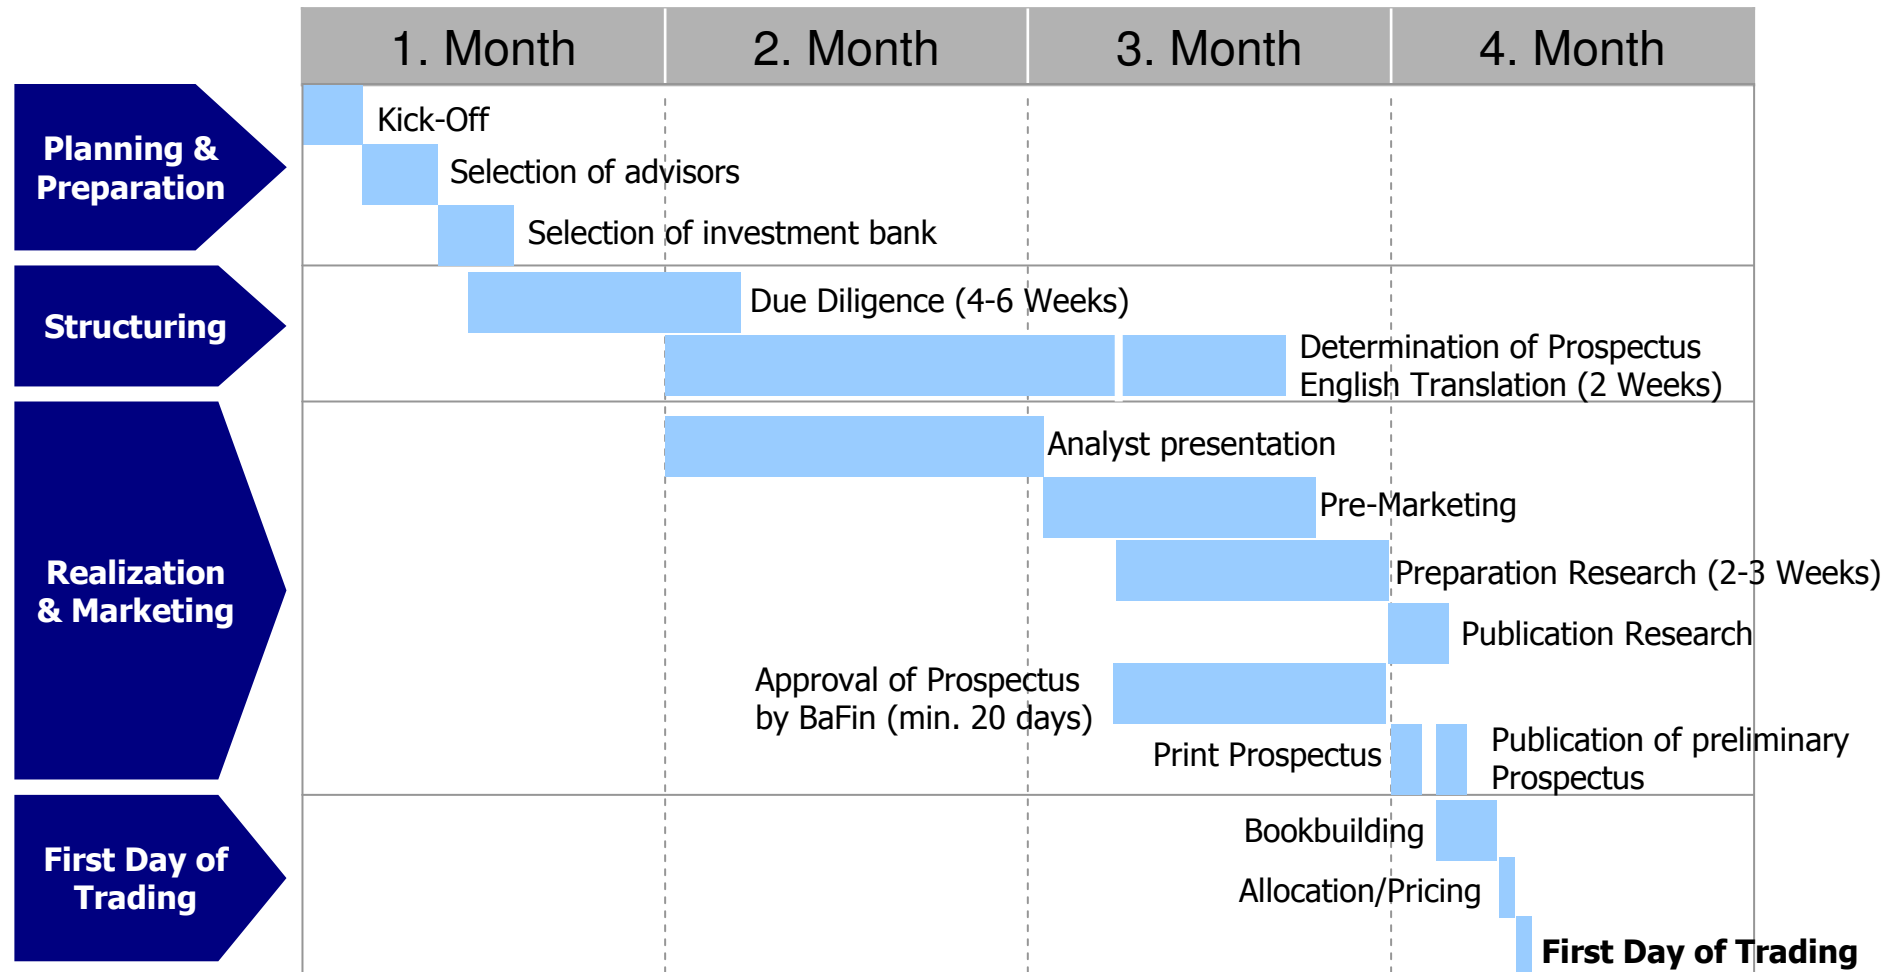 1. Month
2. Month
3. Month
4. Month
Planning &
Preparation
Kick-Off
Selection of advisors
Selection of investment bank
Structuring
Due Diligence (4-6 Weeks)
Determination of Prospectus
English Translation (2 Weeks)
Realization
& Marketing
Analyst presentation
Pre-Marketing
Preparation Research (2-3 Weeks)
Publication Research
Approval of Prospectus
by BaFin (min. 20 days)
Print Prospectus
Publication of preliminary
Prospectus
First Day of
Trading
Bookbuilding
Allocation/Pricing
First Day of Trading